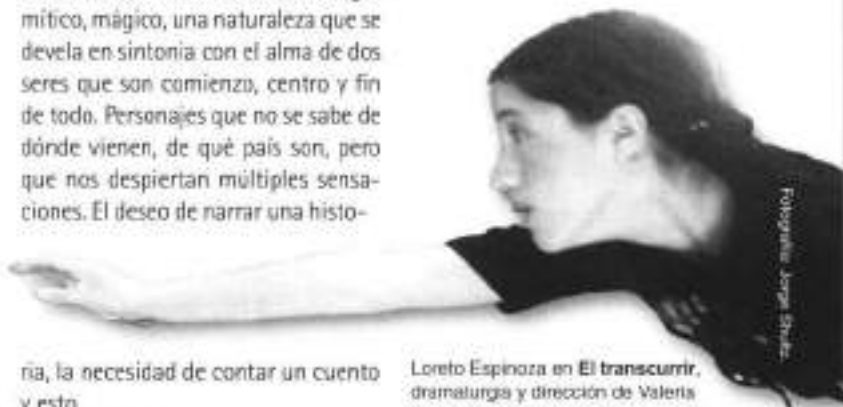 mítico, mágico, una naturaleza que se
devela en sintonia con el alma de dos
seres que son comienzo, centro y fin
de todo. Personajes que no se sabe de
dónde vienen, de qué país son, pero
que nos despiertan múltiples sensa-
ciones. El deseo de narrar una histo-
ria, la necesidad de contar un cuento
y esto
Loreto Espinoza en El transcurrir,
dramaturgia y dirección de Valeria
Fotografía: Jorge